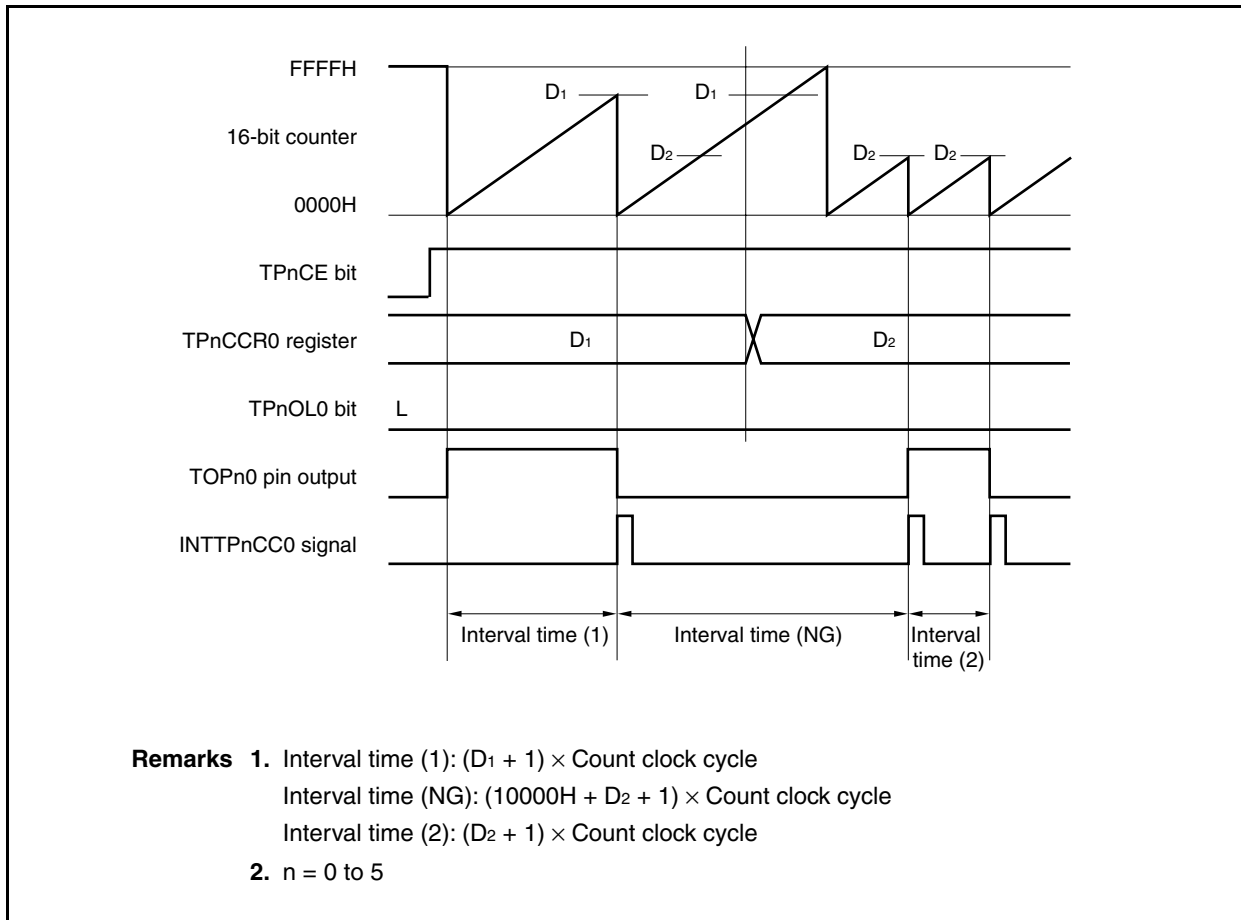 FFFFH
D1
D1
16-bit counter
D2
D2
D2
0000H
TPnCE bit
TPnCCR0 register
D1
D2
TPnOL0 bit
L
TOPn0 pin output
INTTPnCC0 signal
Interval time (1)
Interval time (NG)
Interval
time (2)
Remarks 1. Interval time (1): (D1 + 1) × Count clock cycle
Interval time (NG): (10000H + D2 + 1) × Count clock cycle
Interval time (2): (D2 + 1) × Count clock cycle
2. n = 0 to 5